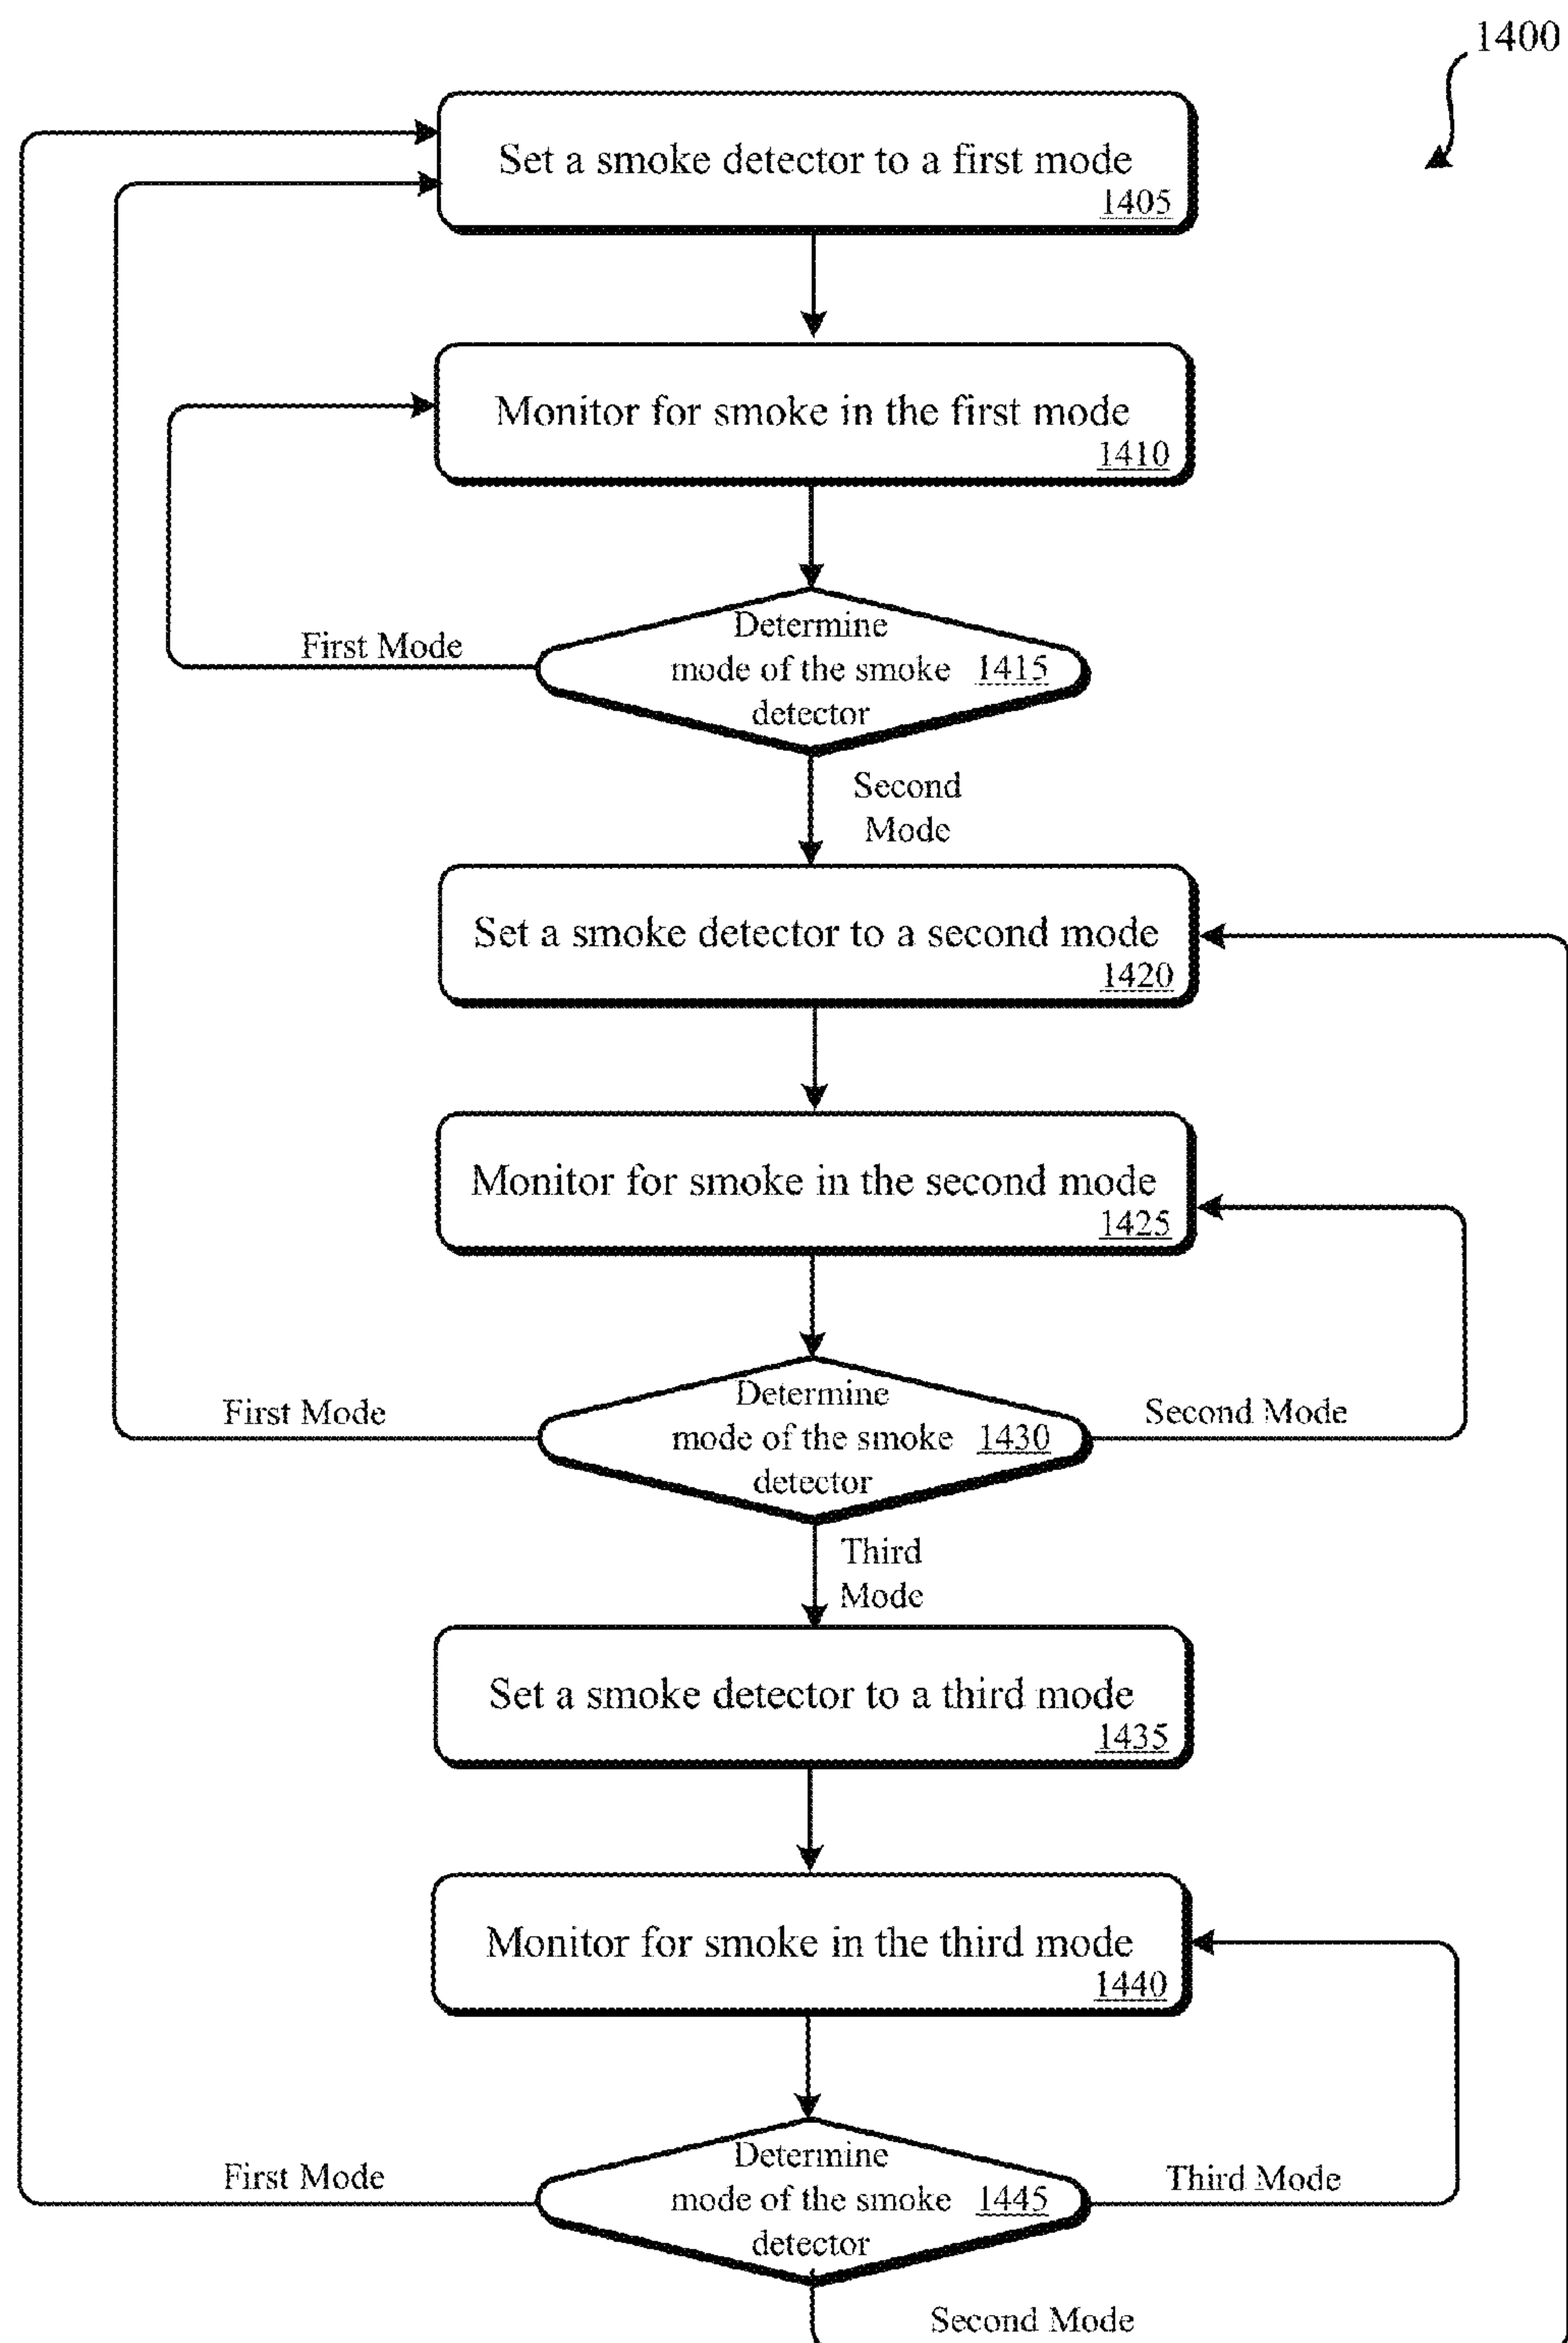 1400
Set a smoke detector to a first mode
1405
Monitor for smoke in the first mode
1410
First Mode
Determine
mode of the smoke 1415
detector
Second
Mode
Set a smoke detector to a second mode
1420
Monitor for smoke in the second mode
1425
First Mode
Determine
mode of the smoke 1430
detector
Second Mode
Third
Mode
Set a smoke detector to a third mode
1435
Monitor for smoke in the third mode
1440
First Mode
Determine
mode of the smoke 1445
detector
Third Mode
Second Mode